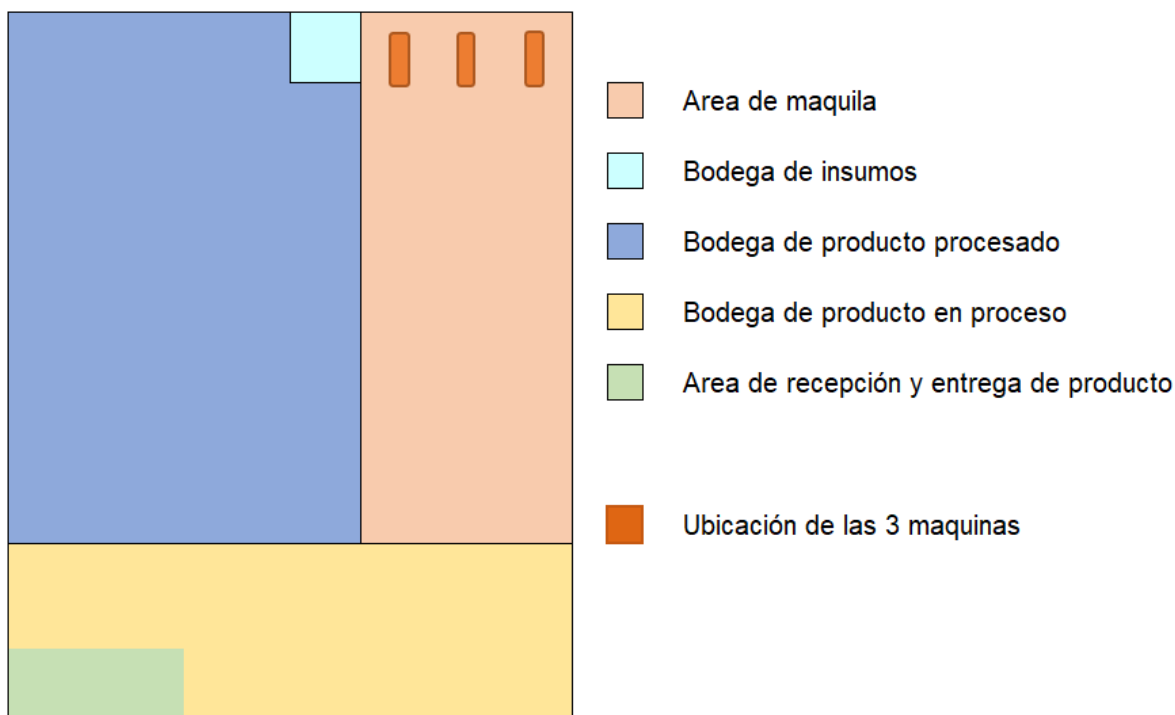 Area de maquila
Bodega de insumos
Bodega de producto procesado
Bodega de producto en proceso
Area de recepción y entrega de producto
Ubicación de las 3 maquinas